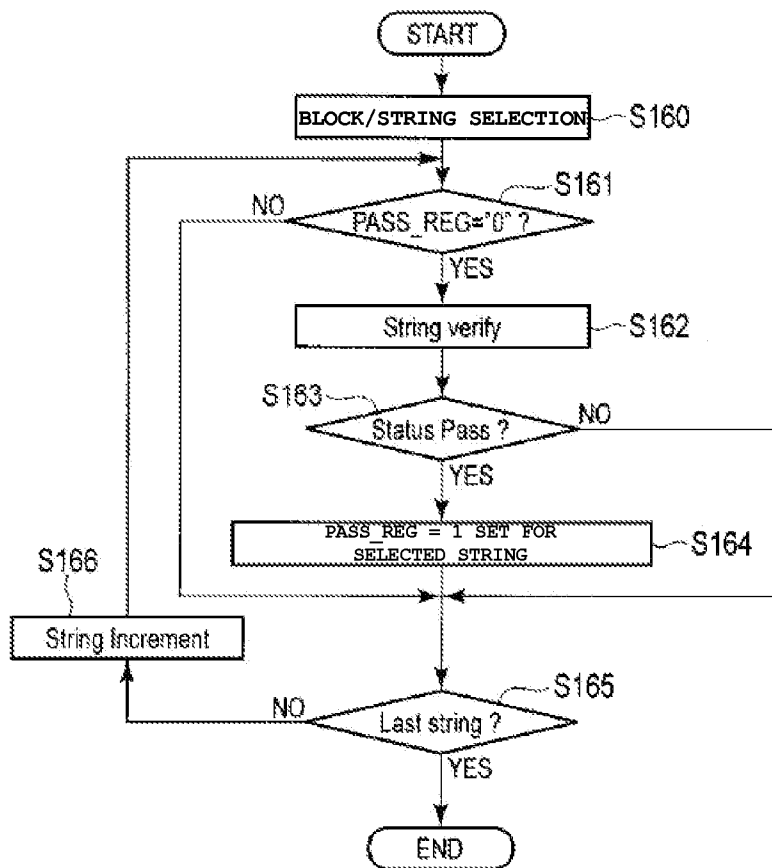 START
BLOCK/STRING SELECTION
S160
S161
NO
PASS_REG="0" ?
YES
String verify
S162
S163
NO
Status Pass ?
YES
PASS_REG = 1 SET FOR
SELECTED STRING
S164
S166
String Increment
S165
NO
Last string ?
YES
END